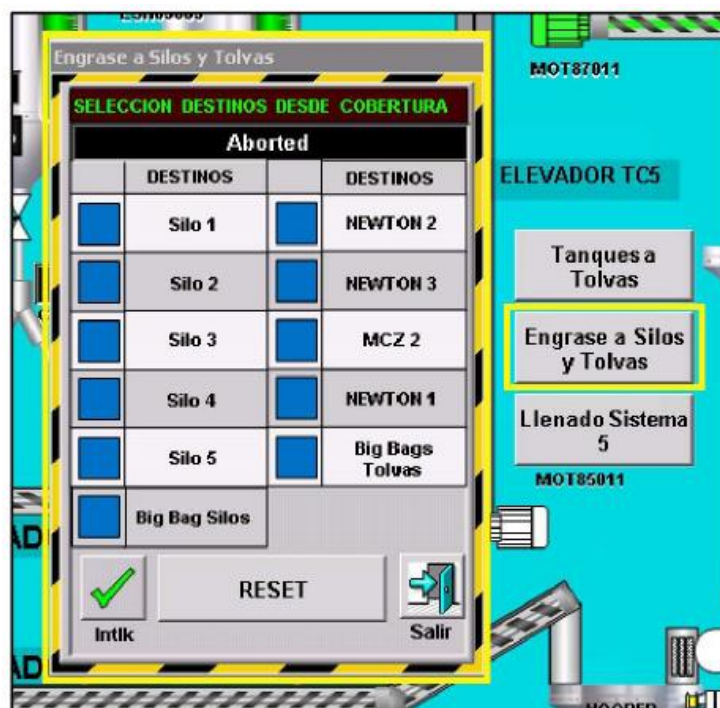 Engrase a Silos y Tolvas
SELECCION DESTINOS DESDE COBERTURA
Aborted
DESTINOS DESTINOS
Silo 1 NEWTON 2
Silo 2 NEWTON 3
Silo 3 MCZ 2
Silo 4 NEWTON 1
Silo 5 Big Bags
Tolvas
Big Bag Silos
RESET
Intlk Salir
MOT87011
ELEVADOR TC5
Tanques a
Tolvas
Engrase a Silos
y Tolvas
Llenado Sistema
5
MOT85011
AD
AD